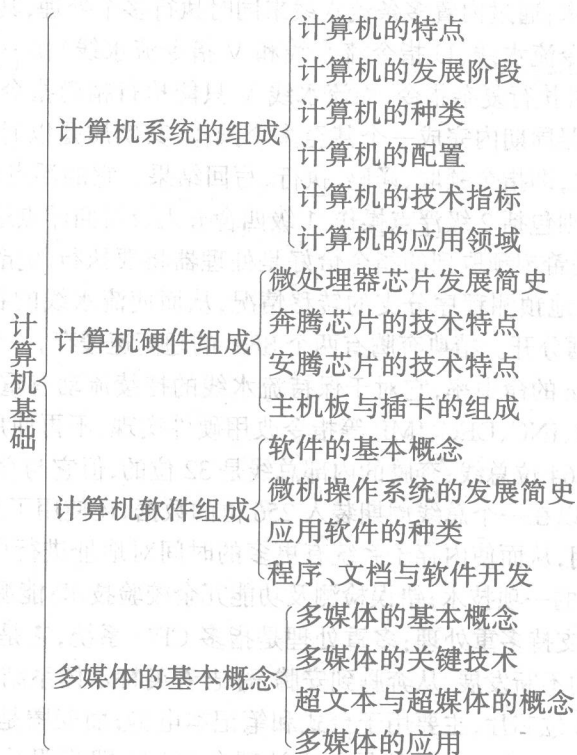 计算机基础
计算机系统的组成
计算机的特点
计算机的发展阶段
计算机的种类
计算机的配置
计算机的技术指标
计算机的应用领域
计算机硬件组成
微处理器芯片发展简史
奔腾芯片的技术特点
安腾芯片的技术特点
主机板与插卡的组成
计算机软件组成
软件的基本概念
微机操作系统的发展简史
应用软件的种类
程序、文档与软件开发
多媒体的基本概念
多媒体的基本概念
多媒体的关键技术
超文本与超媒体的概念
多媒体的应用